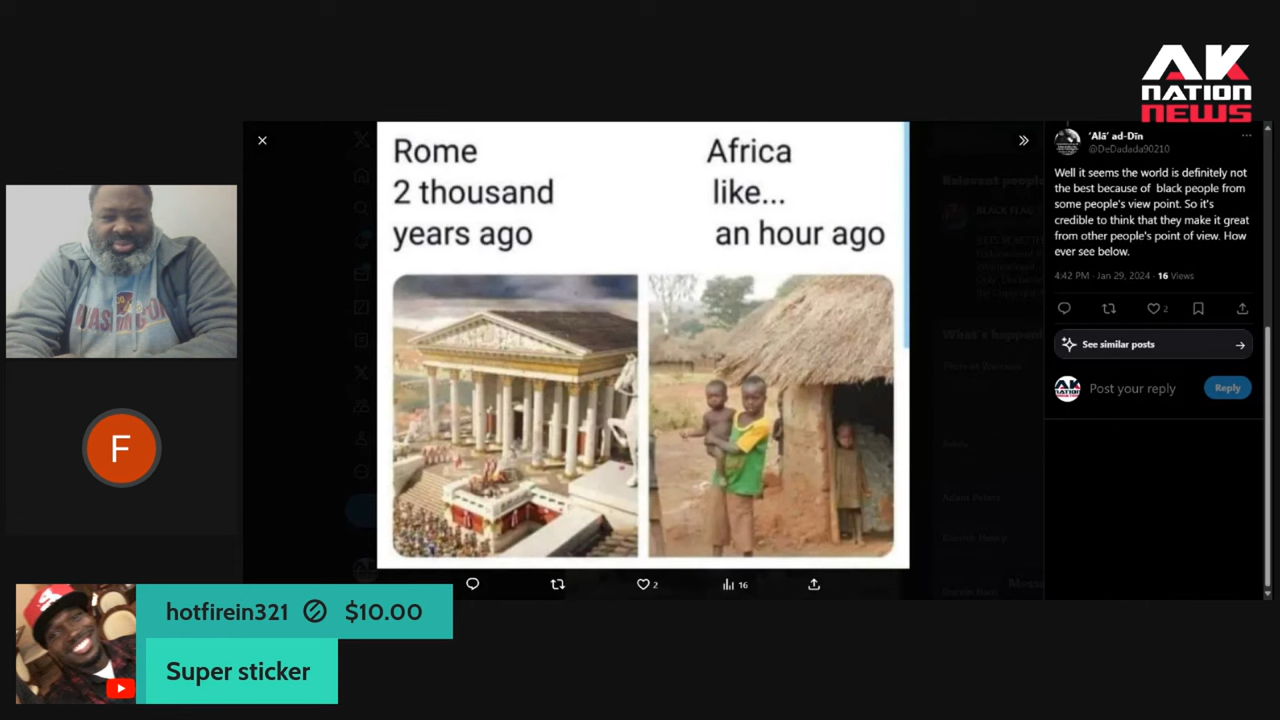 AK
NATION
NEWS
Rome
2 thousand
years ago
Africa
like...
an hour ago
2
16
'Alā' ad-Dīn
@DeDadada90210
Well it seems the world is definitely not
the best because of black people from
some people's view point. So it's
credible to think that they make it great
from other people's point of view. How
ever see below.
4:42 PM · Jan 29, 2024 · 16 Views
2
See similar posts
Post your reply
Reply
F
hotfirein321 $10.00
Super sticker